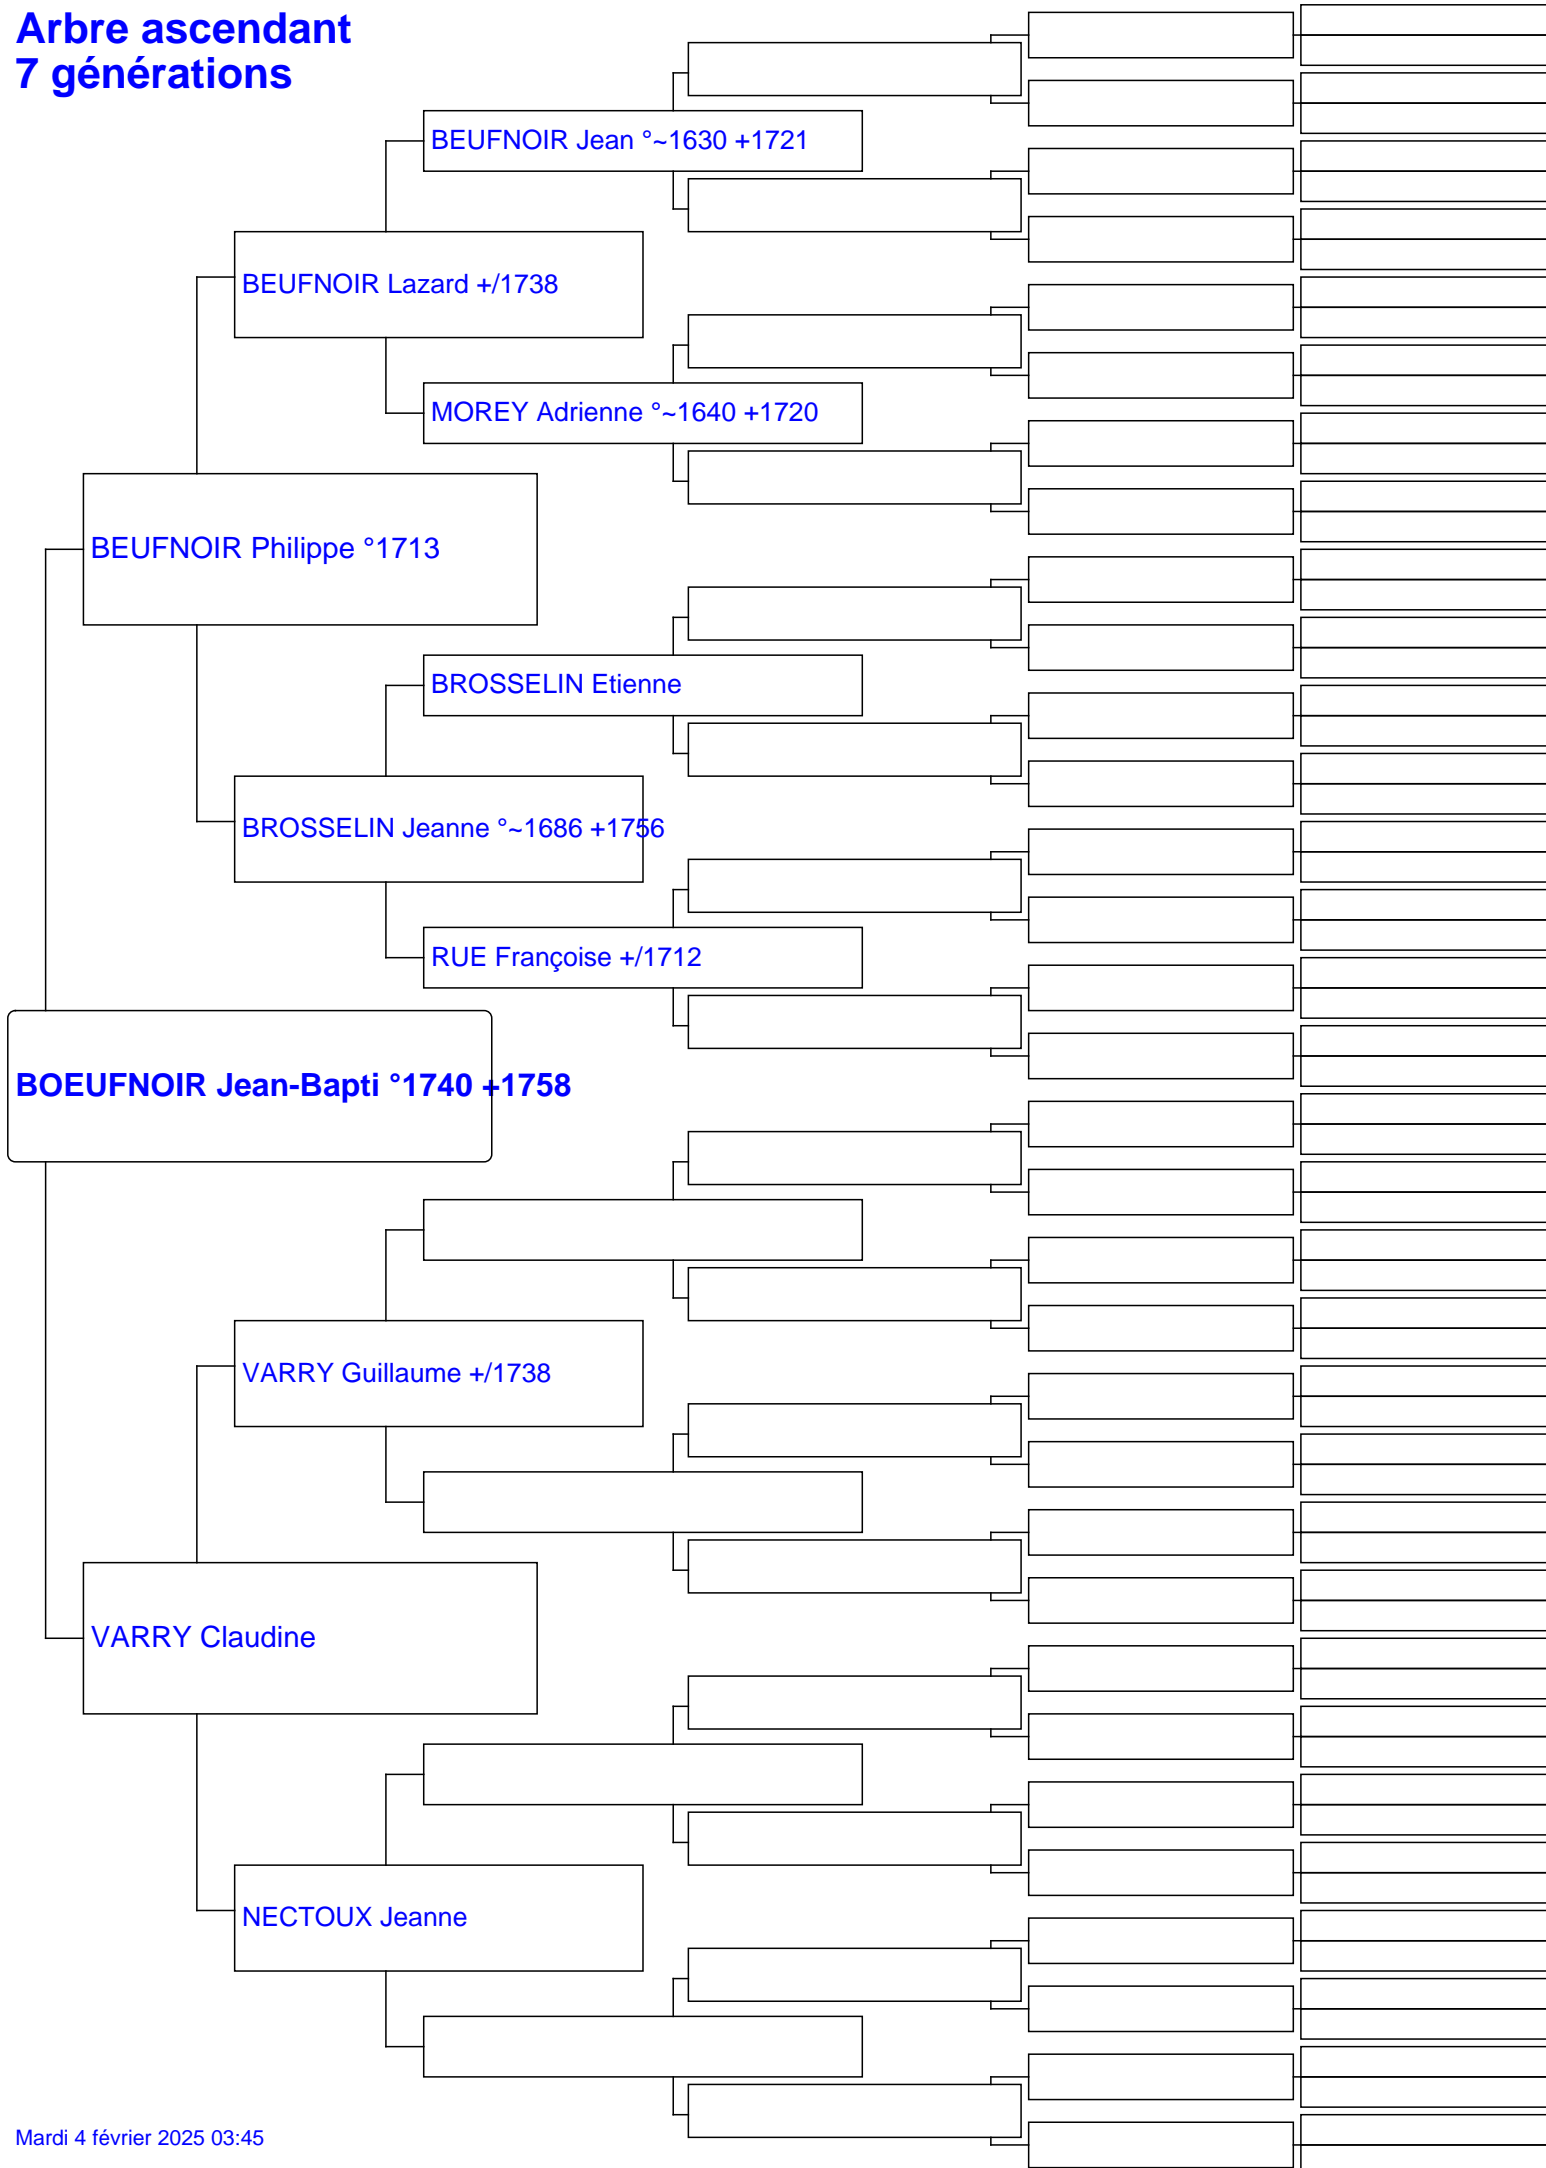 Arbre ascendant
7 générations
BEUFNOIR Jean °~1630 +1721
BEUFNOIR Lazard +/1738
MOREY Adrienne °~1640 +1720
BEUFNOIR Philippe °1713
BROSSELIN Etienne
BROSSELIN Jeanne °~1686 +1756
RUE Françoise +/1712
BOEUFNOIR Jean-Bapti °1740 +1758
VARRY Guillaume +/1738
VARRY Claudine
NECTOUX Jeanne
Mardi 4 février 2025 03:45